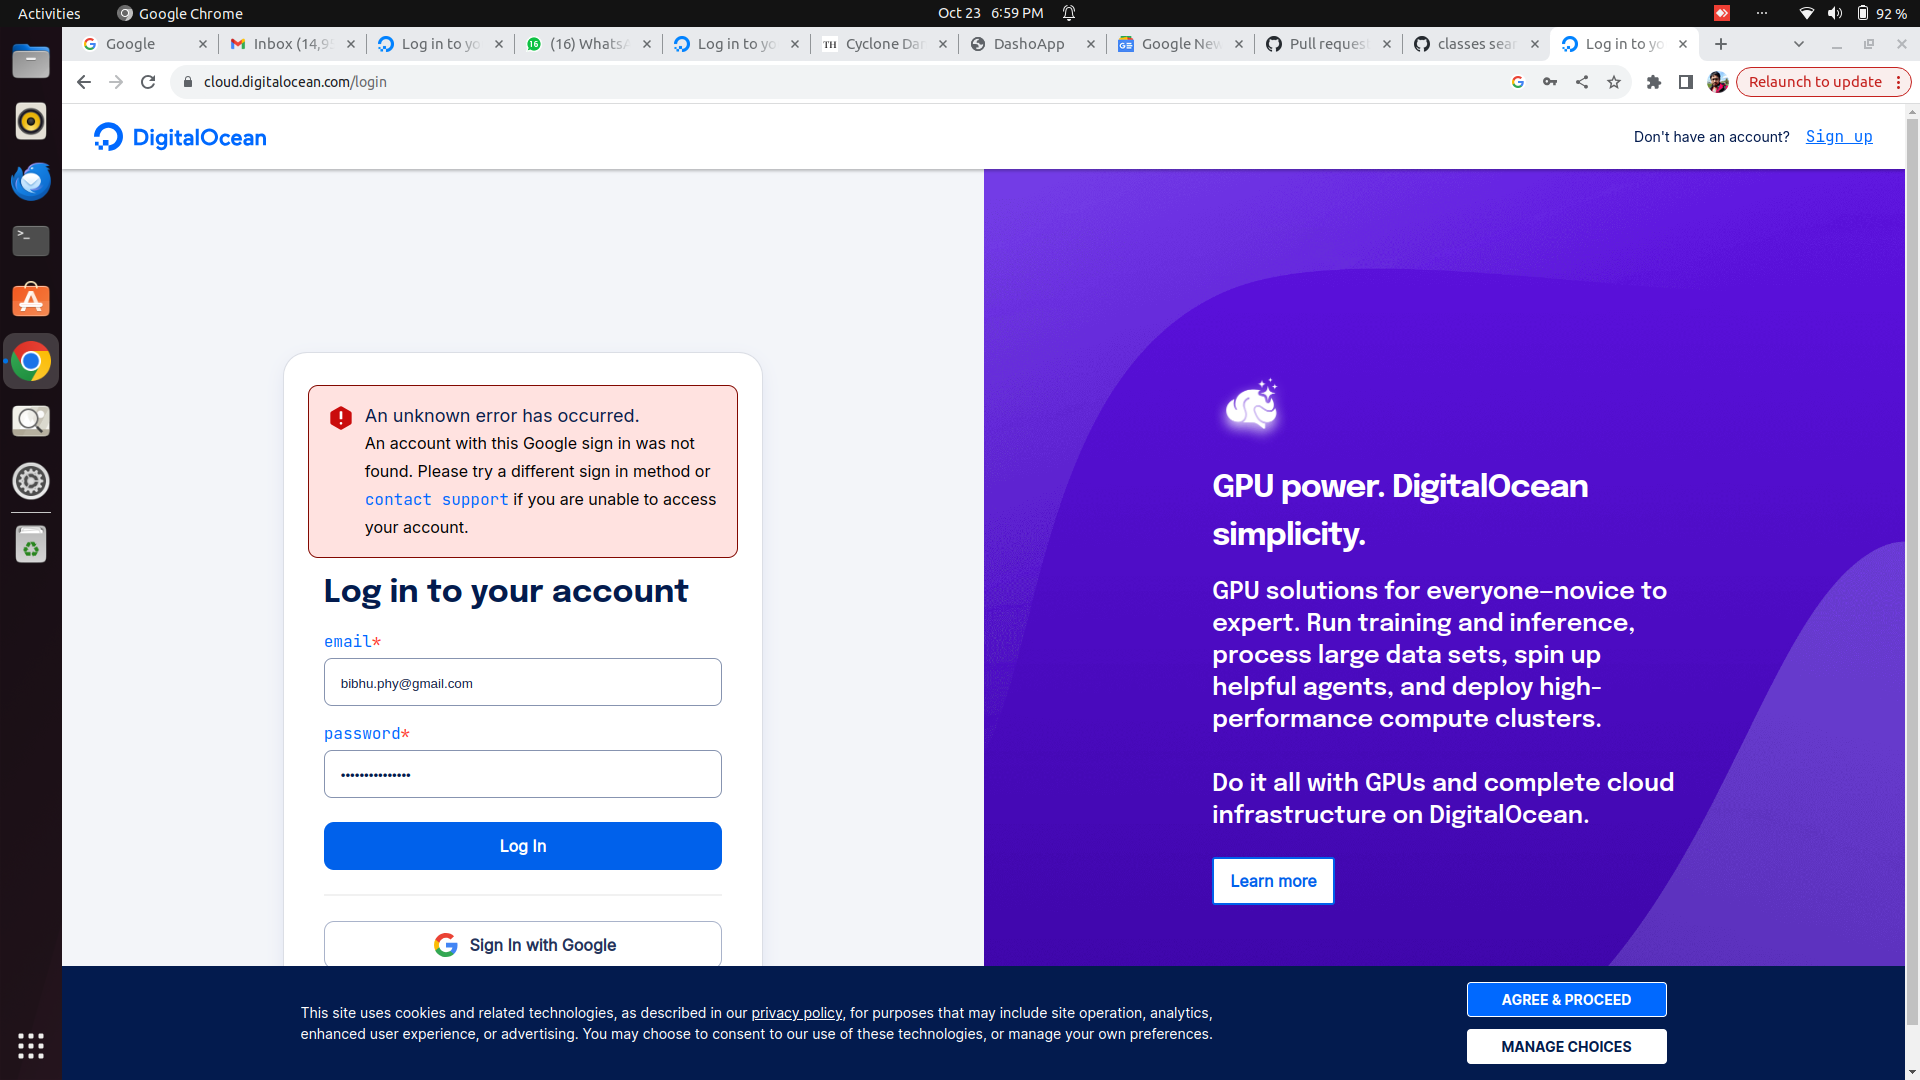 Activities
Google Chrome
Oct 23 6:59 PM
92 %
Google
Inbox (14,9
Log in to yo
(16) WhatsA
Log in to yo
Cyclone Dan
DashoApp
Google New
Pull reques
classes sear
Log in to yo
cloud.digitalocean.com/login
Relaunch to update
DigitalOcean
Don't have an account? Sign up
An unknown error has occurred.
An account with this Google sign in was not
found. Please try a different sign in method or
contact support if you are unable to access
your account.
Log in to your account
email*
bibhu.phy@gmail.com
password*
•••••••••••••••
Log In
Sign In with Google
GPU power. DigitalOcean
simplicity.
GPU solutions for everyone—novice to
expert. Run training and inference,
process large data sets, spin up
helpful agents, and deploy high-
performance compute clusters.
Do it all with GPUs and complete cloud
infrastructure on DigitalOcean.
Learn more
This site uses cookies and related technologies, as described in our privacy policy, for purposes that may include site operation, analytics,
enhanced user experience, or advertising. You may choose to consent to our use of these technologies, or manage your own preferences.
AGREE & PROCEED
MANAGE CHOICES